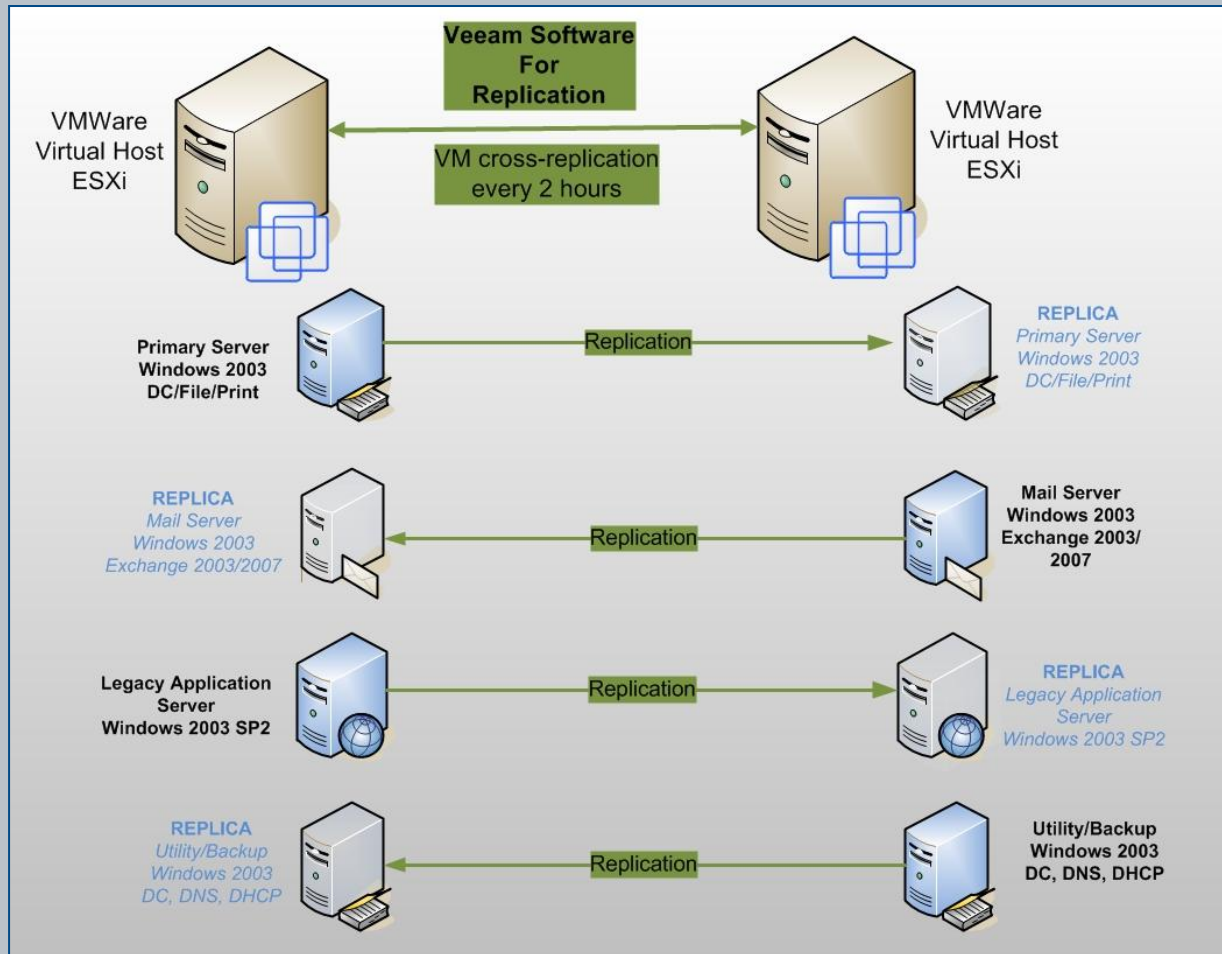 Veeam Software
For
Replication
VMWare
Virtual Host
ESXi
VM cross-replication
every 2 hours
VMWare
Virtual Host
ESXi
Primary Server
Windows 2003
DC/File/Print
Replication
REPLICA
Primary Server
Windows 2003
DC/File/Print
REPLICA
Mail Server
Windows 2003
Exchange 2003/2007
Replication
Mail Server
Windows 2003
Exchange 2003/
2007
Legacy Application
Server
Windows 2003 SP2
Replication
REPLICA
Legacy Application
Server
Windows 2003 SP2
REPLICA
Utility/Backup
Windows 2003
DC, DNS, DHCP
Replication
Utility/Backup
Windows 2003
DC, DNS, DHCP